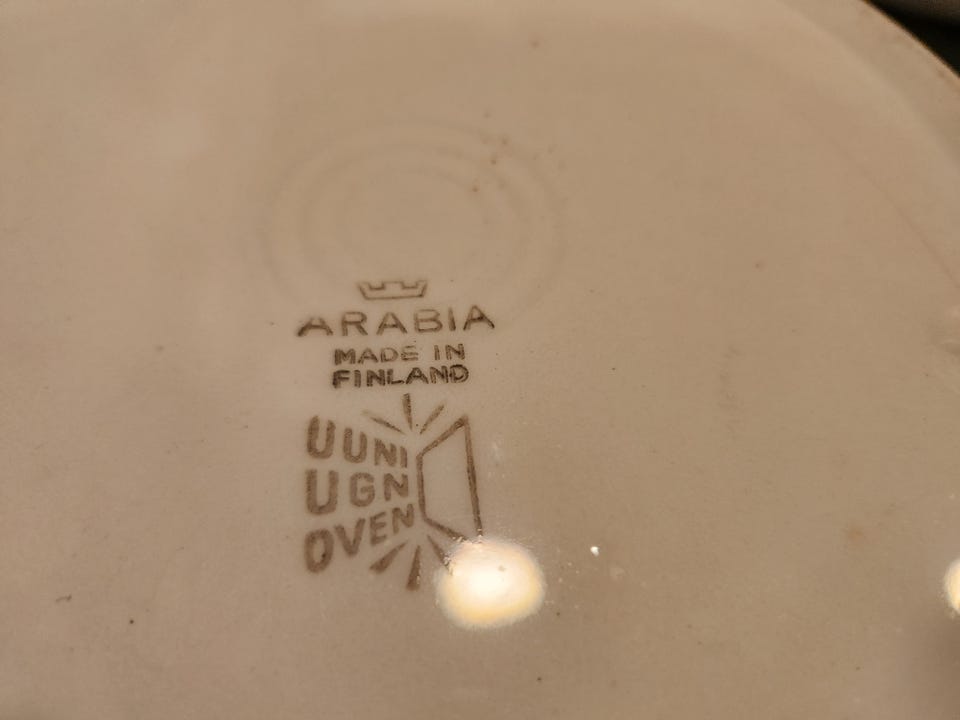 ARABIA
MADE IN
FINLAND
UUNI
UGN
OVEN